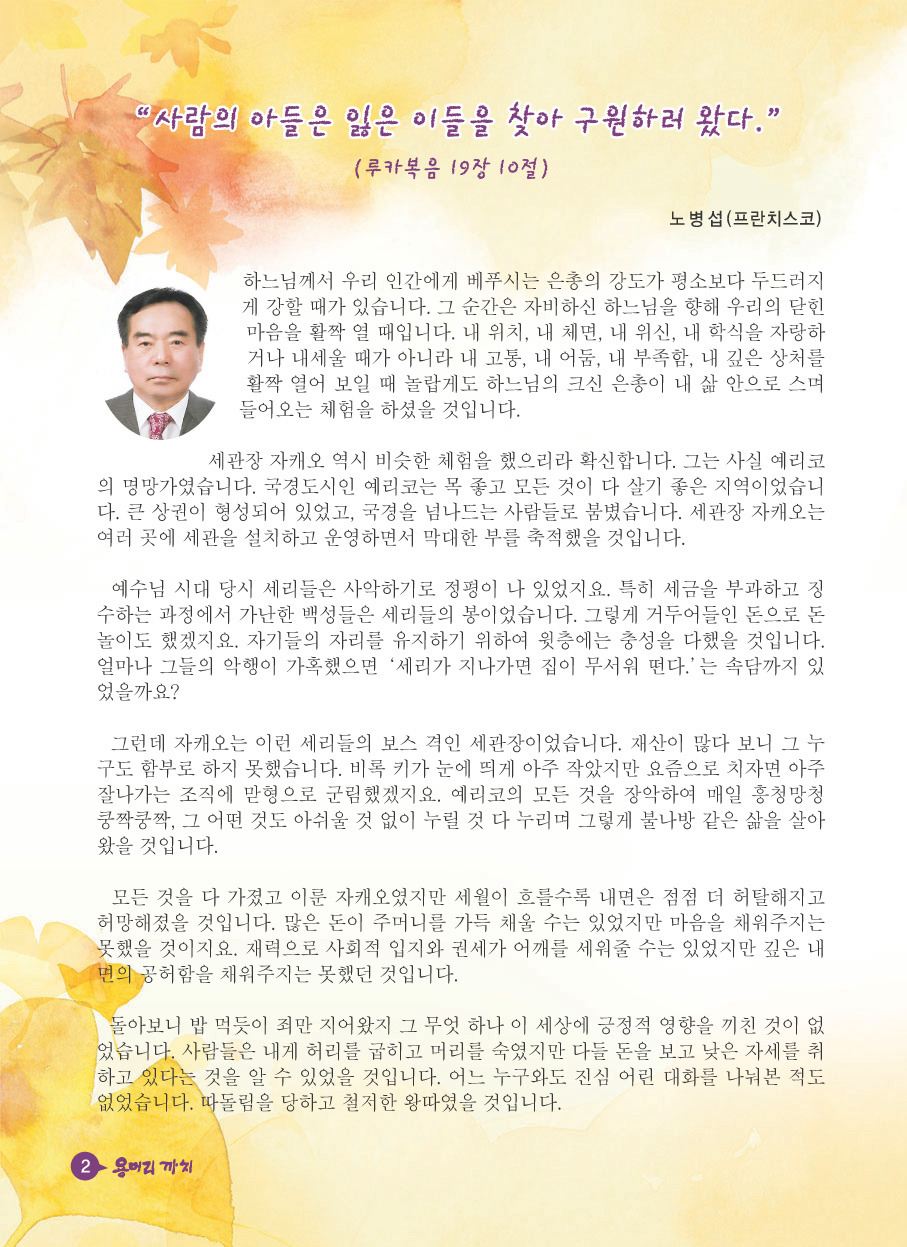 “사람의 아들은 잃은 이들을 찾아 구원하러 왔다.”
(루카복음 19장 10절)
노 병 섭(프란치스코)
하느님께서 우리 인간에게 베푸시는 은총의 강도가 평소보다 두드러지
게 강할 때가 있습니다. 그 순간은 자비하신 하느님을 향해 우리의 닫힌
마음을 활짝 열 때입니다. 내 위치, 내 체면, 내 위신, 내 학식을 자랑하
거나 내세울 때가 아니라 내 고통, 내 어둠, 내 부족함, 내 깊은 상처를
활짝 열어 보일 때 놀랍게도 하느님의 크신 은총이 내 삶 안으로 스며
들어오는 체험을 하셨을 것입니다.
세관장 자캐오 역시 비슷한 체험을 했으리라 확신합니다. 그는 사실 예리코
의 명망가였습니다. 국경도시인 예리코는 목 좋고 모든 것이 다 살기 좋은 지역이었습니
다. 큰 상권이 형성되어 있었고, 국경을 넘나드는 사람들로 붐볐습니다. 세관장 자캐오는
여러 곳에 세관을 설치하고 운영하면서 막대한 부를 축적했을 것입니다.
예수님 시대 당시 세리들은 사악하기로 정평이 나 있었지요. 특히 세금을 부과하고 징
수하는 과정에서 가난한 백성들은 세리들의 봉이었습니다. 그렇게 거두어들인 돈으로 돈
놀이도 했겠지요. 자기들의 자리를 유지하기 위하여 윗층에는 충성을 다했을 것입니다.
얼마나 그들의 악행이 가혹했으면 ‘세리가 지나가면 집이 무서워 떤다.’는 속담까지 있
었을까요?
그런데 자캐오는 이런 세리들의 보스 격인 세관장이었습니다. 재산이 많다 보니 그 누
구도 함부로 하지 못했습니다. 비록 키가 눈에 띄게 아주 작았지만 요즘으로 치자면 아주
잘나가는 조직에 맏형으로 군림했겠지요. 예리코의 모든 것을 장악하여 매일 흥청망청
쿵짝쿵짝, 그 어떤 것도 아쉬울 것 없이 누릴 것 다 누리며 그렇게 불나방 같은 삶을 살아
왔을 것입니다.
모든 것을 다 가졌고 이룬 자캐오였지만 세월이 흐를수록 내면은 점점 더 허탈해지고
허망해졌을 것입니다. 많은 돈이 주머니를 가득 채울 수는 있었지만 마음을 채워주지는
못했을 것이지요. 재력으로 사회적 입지와 권세가 어깨를 세워줄 수는 있었지만 깊은 내
면의 공허함을 채워주지는 못했던 것입니다.
돌아보니 밥 먹듯이 죄만 지어왔지 그 무엇 하나 이 세상에 긍정적 영향을 끼친 것이 없
었습니다. 사람들은 내게 허리를 굽히고 머리를 숙였지만 다들 돈을 보고 낮은 자세를 취
하고 있다는 것을 알 수 있었을 것입니다. 어느 누구와도 진심 어린 대화를 나눠본 적도
없었습니다. 따돌림을 당하고 철저한 왕따였을 것입니다.
2 용머리 까치